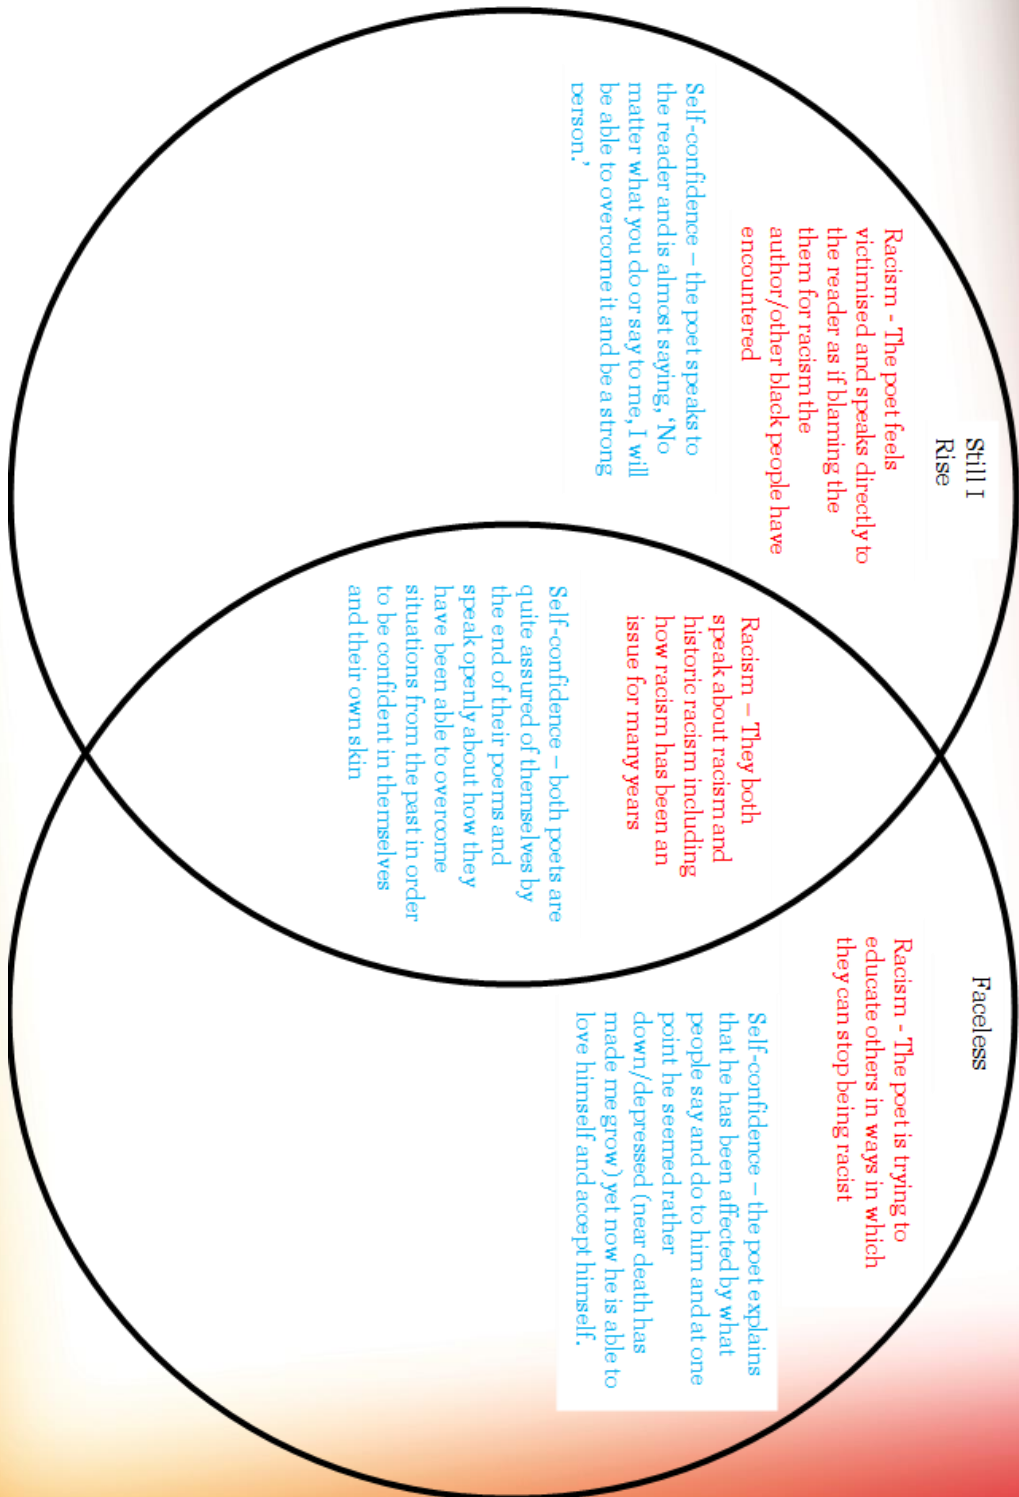 Still I
Rise
Racism - The poet feels
victimised and speaks directly to
the reader as if blaming the
them for racism the
author/other black people have
encountered
Self-confidence – the poet speaks to
the reader and is almost saying, ‘No
matter what you do or say to me, I will
be able to overcome it and be a strong
person.’
Racism – They both
speak about racism and
historic racism including
how racism has been an
issue for many years
Self-confidence – both poets are
quite assured of themselves by
the end of their poems and
speak openly about how they
have been able to overcome
situations from the past in order
to be confident in themselves
and their own skin
Faceless
Racism - The poet is trying to
educate others in ways in which
they can stop being racist
Self-confidence – the poet explains
that he has been affected by what
people say and do to him and at one
point he seemed rather
down/depressed (near death has
made me grow) yet now he is able to
love himself and accept himself.